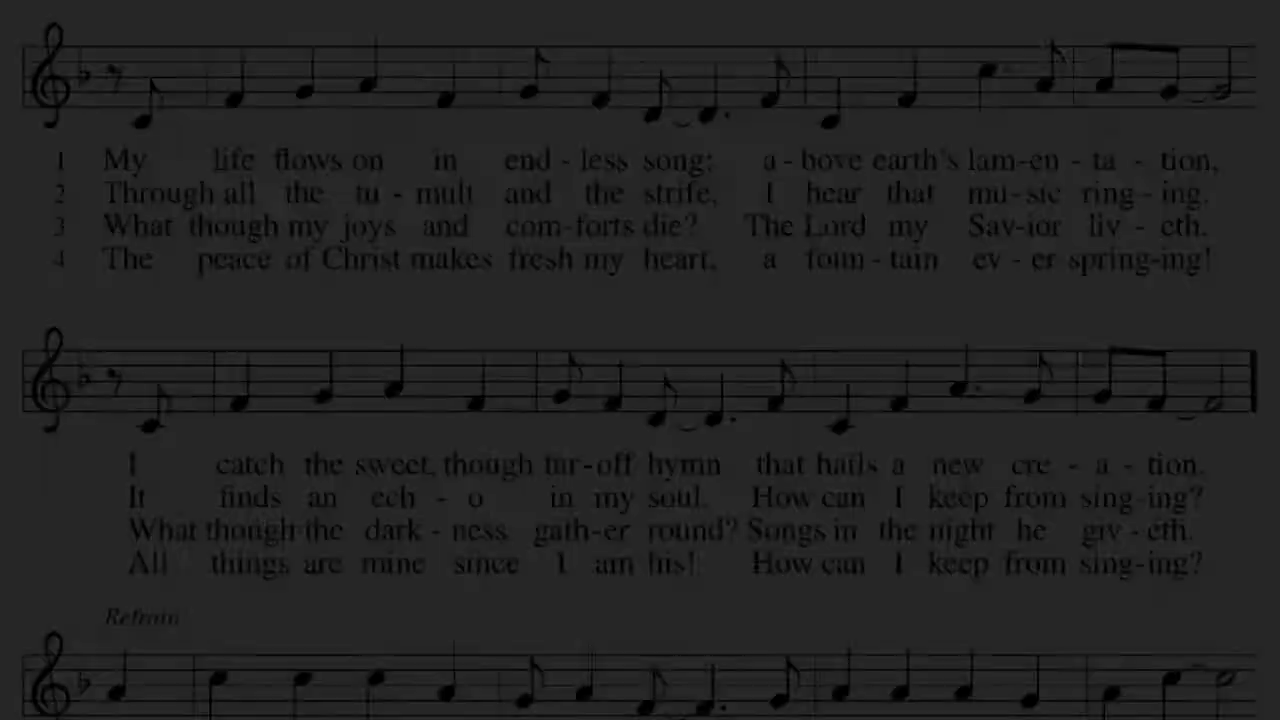 1 My life flows on in end - less song; a - bove earth's lam - en - ta - tion,
2 Through all the tu - mult and the strife, I hear that mu - sic ring - ing.
3 What though my joys and com - forts die? The Lord my Sav - ior liv - eth.
4 The peace of Christ makes fresh my heart, a foun - tain ev - er spring - ing!
I catch the sweet, though far - off hymn that hails a new cre - a - tion.
It finds an ech - o in my soul. How can I keep from sing - ing?
What though the dark - ness gath - er round? Songs in the night he giv - eth.
All things are mine since I am his! How can I keep from sing - ing?
Refrain